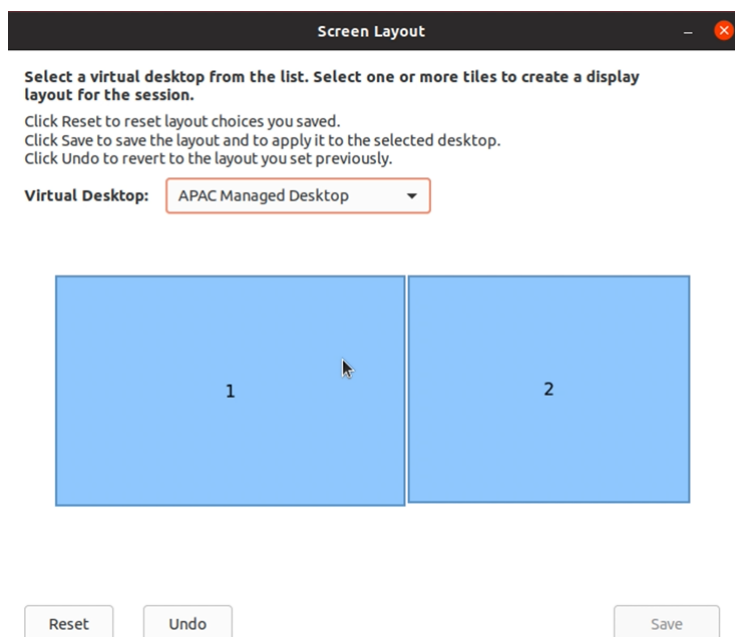 Screen Layout
Select a virtual desktop from the list. Select one or more tiles to create a display
layout for the session.
Click Reset to reset layout choices you saved.
Click Save to save the layout and to apply it to the selected desktop.
Click Undo to revert to the layout you set previously.
Virtual Desktop: APAC Managed Desktop
1 2
Reset Undo Save